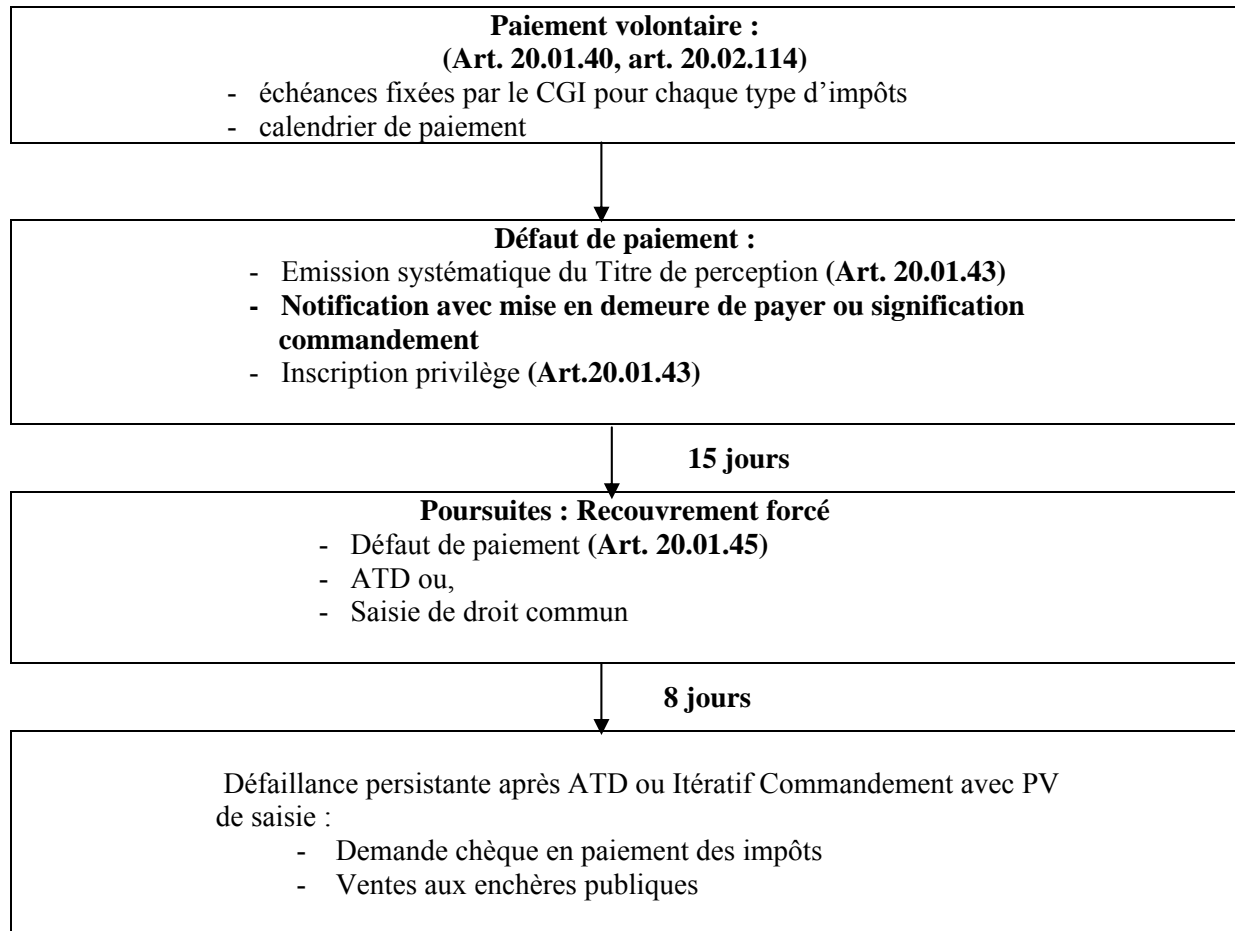 Paiement volontaire :
(Art. 20.01.40, art. 20.02.114)
- échéances fixées par le CGI pour chaque type d’impôts
- calendrier de paiement
Défaut de paiement :
- Emission systématique du Titre de perception (Art. 20.01.43)
- Notification avec mise en demeure de payer ou signification
commandement
- Inscription privilège (Art.20.01.43)
15 jours
Poursuites : Recouvrement forcé
- Défaut de paiement (Art. 20.01.45)
- ATD ou,
- Saisie de droit commun
8 jours
Défaillance persistante après ATD ou Itératif Commandement avec PV
de saisie :
- Demande chèque en paiement des impôts
- Ventes aux enchères publiques